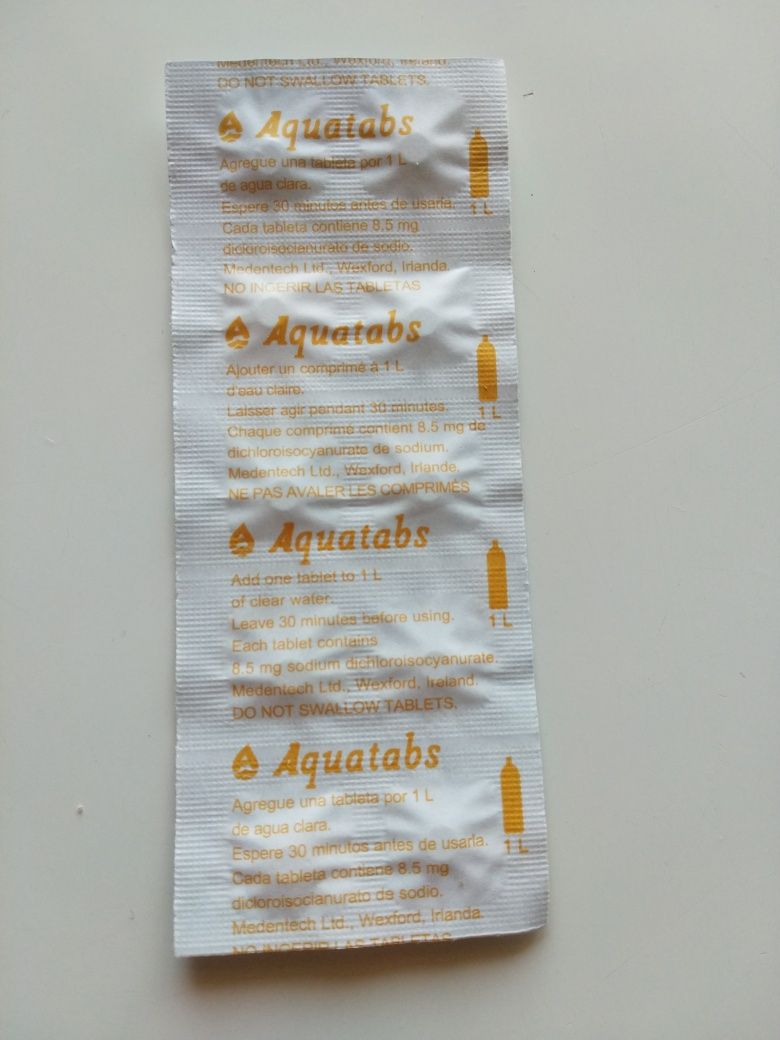 Medentech Ltd., Wexford, Ireland.
DO NOT SWALLOW TABLETS.
Aquatabs
Agregue una tableta por 1 L
de agua clara.
Espere 30 minutos antes de usarla.
1 L
Cada tableta contiene 8.5 mg
dicloroisocianurato de sodio.
Medentech Ltd., Wexford, Irlanda.
NO INGERIR LAS TABLETAS
Aquatabs
Ajouter un comprimé à 1 L
d'eau claire.
Laisser agir pendant 30 minutes.
1 L
Chaque comprimé contient 8.5 mg de
dichloroisocyanurate de sodium.
Medentech Ltd., Wexford, Irlande.
NE PAS AVALER LES COMPRIMÉS
Aquatabs
Add one tablet to 1 L
of clear water.
Leave 30 minutes before using.
1 L
Each tablet contains
8.5 mg sodium dichloroisocyanurate.
Medentech Ltd., Wexford, Ireland.
DO NOT SWALLOW TABLETS.
Aquatabs
Agregue una tableta por 1 L
de agua clara.
Espere 30 minutos antes de usarla.
1 L
Cada tableta contiene 8.5 mg
dicloroisocianurato de sodio.
Medentech Ltd., Wexford, Irlanda.
NO INGERIR LAS TABLETAS